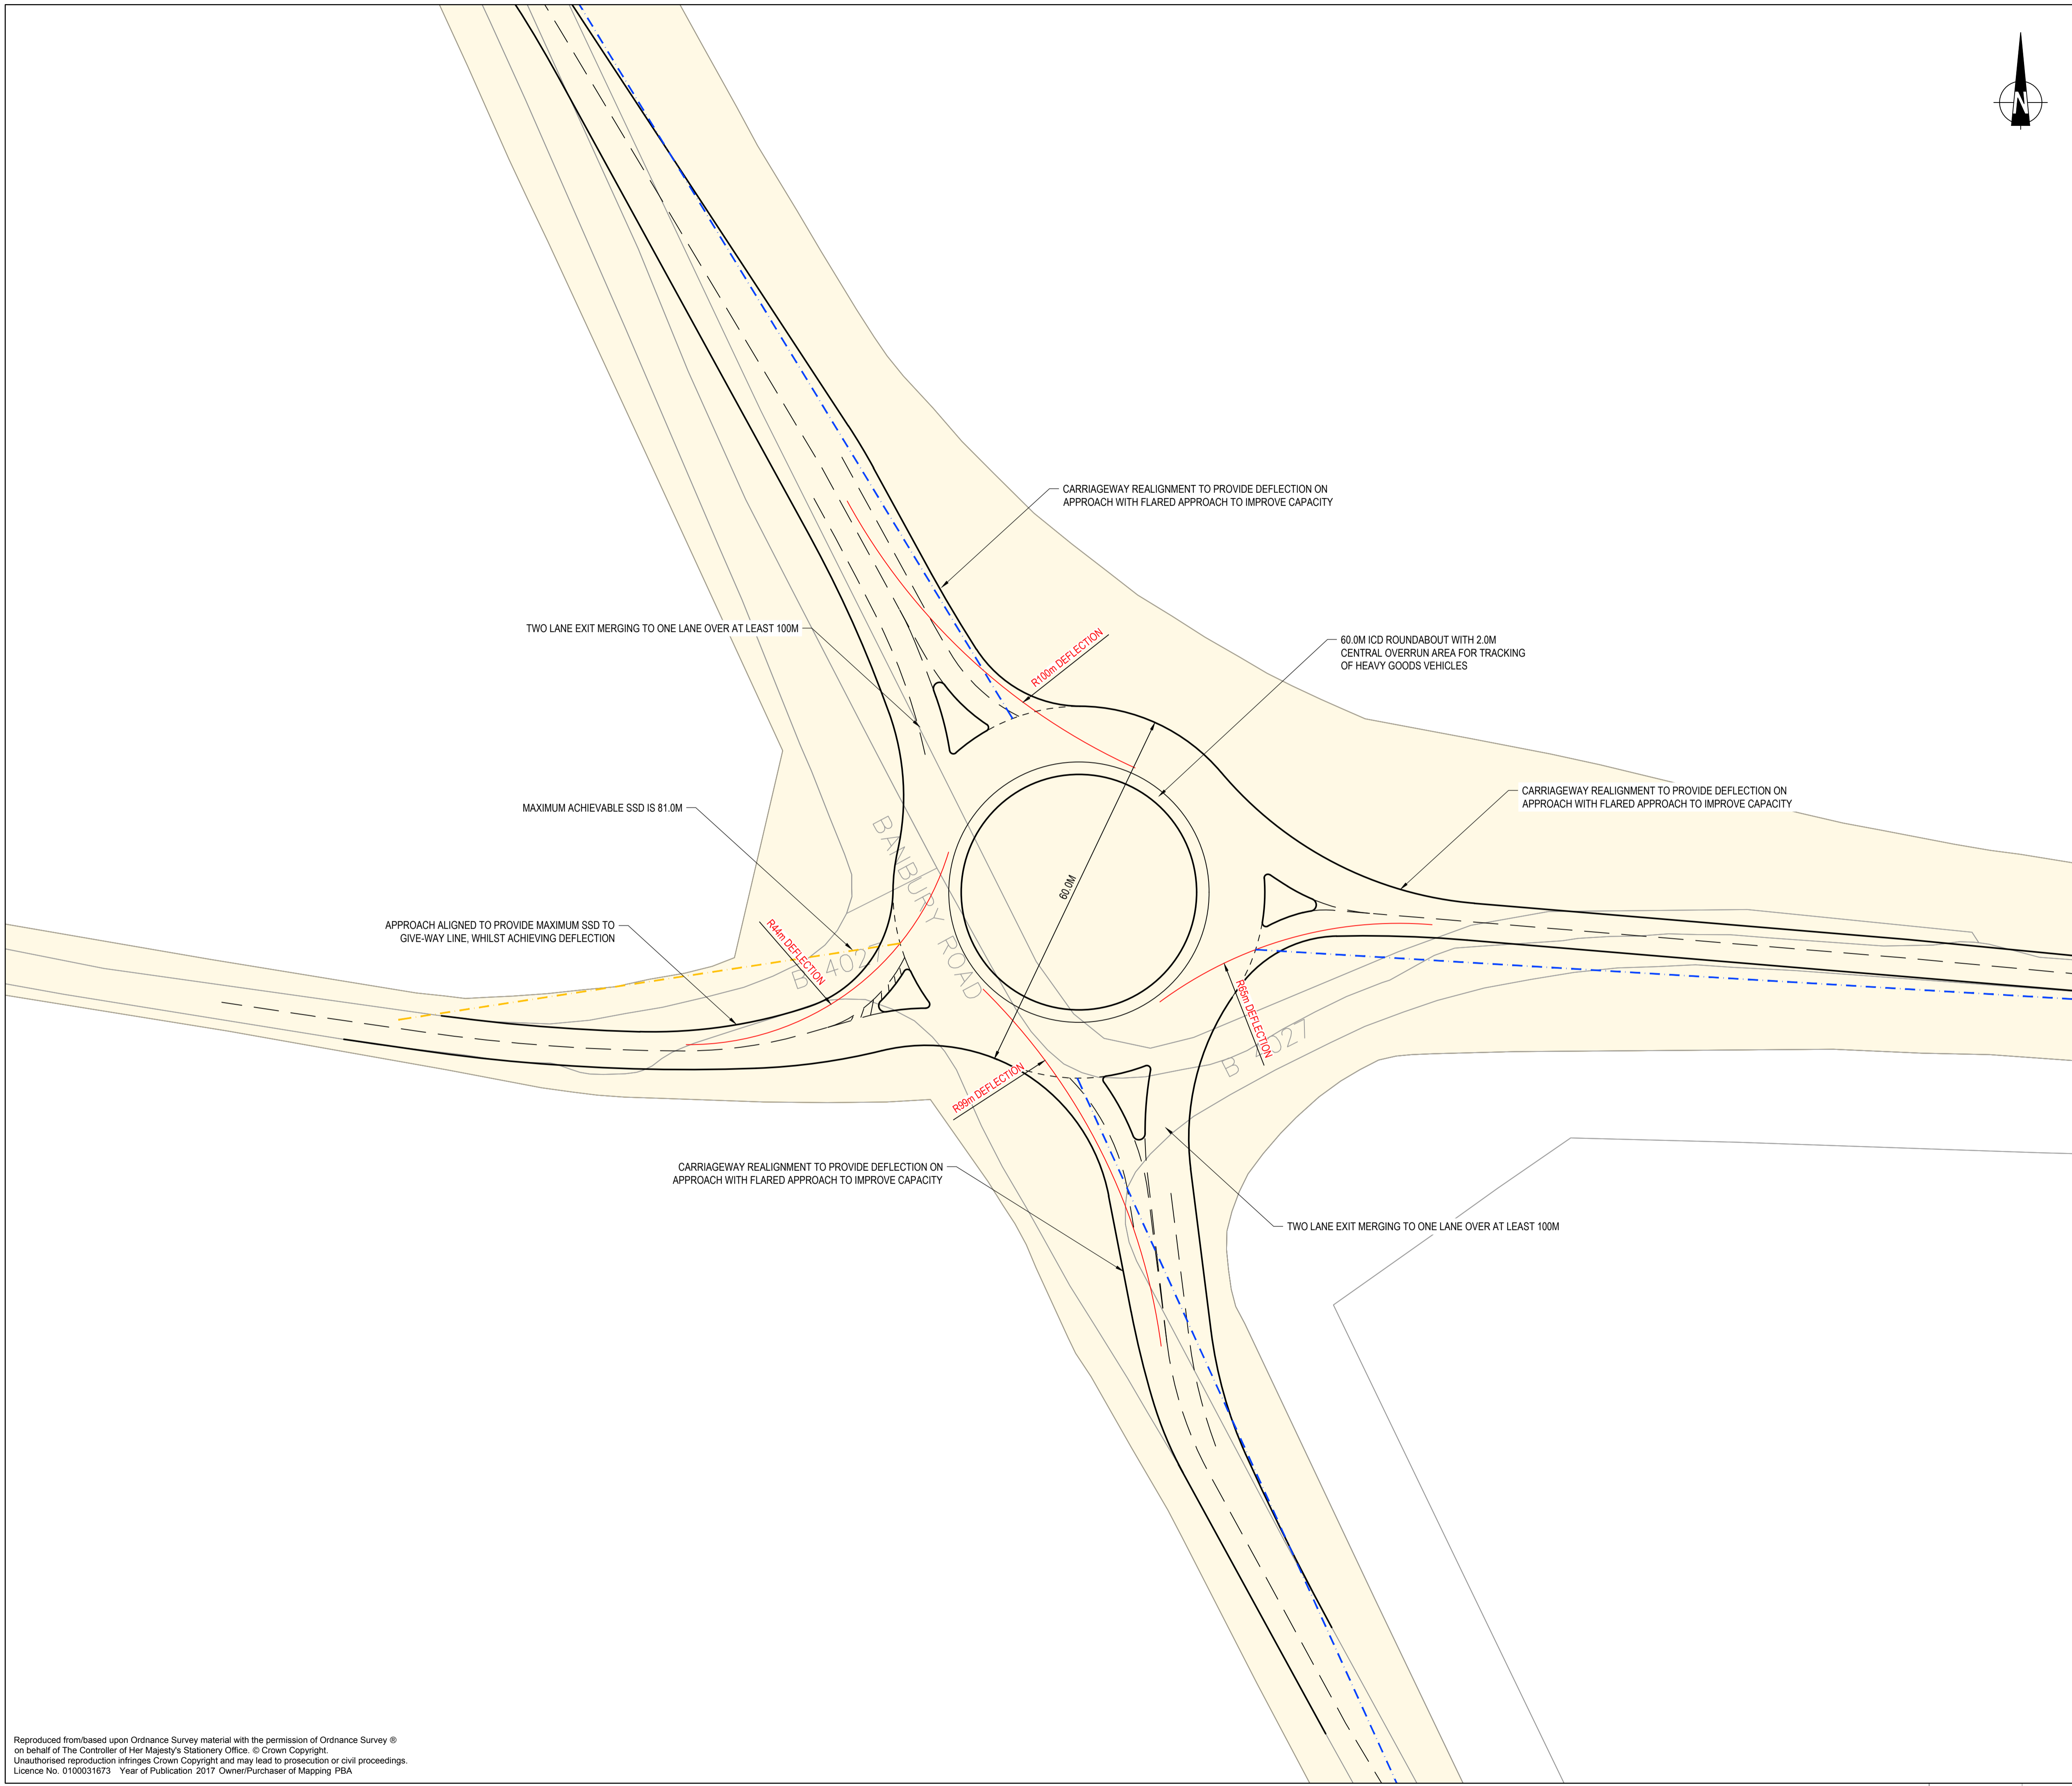 N
CARRIAGEWAY REALIGNMENT TO PROVIDE DEFLECTION ON
APPROACH WITH FLARED APPROACH TO IMPROVE CAPACITY
TWO LANE EXIT MERGING TO ONE LANE OVER AT LEAST 100M
R100m DEFLECTION
60.0M ICD ROUNDABOUT WITH 2.0M
CENTRAL OVERRUN AREA FOR TRACKING
OF HEAVY GOODS VEHICLES
MAXIMUM ACHIEVABLE SSD IS 81.0M
CARRIAGEWAY REALIGNMENT TO PROVIDE DEFLECTION ON
APPROACH WITH FLARED APPROACH TO IMPROVE CAPACITY
BANBURY ROAD
60.0M
APPROACH ALIGNED TO PROVIDE MAXIMUM SSD TO
GIVE-WAY LINE, WHILST ACHIEVING DEFLECTION
R44m DEFLECTION
B 4027
R65m DEFLECTION
B 4027
R99m DEFLECTION
CARRIAGEWAY REALIGNMENT TO PROVIDE DEFLECTION ON
APPROACH WITH FLARED APPROACH TO IMPROVE CAPACITY
TWO LANE EXIT MERGING TO ONE LANE OVER AT LEAST 100M
Reproduced from/based upon Ordnance Survey material with the permission of Ordnance Survey ®
on behalf of The Controller of Her Majesty's Stationery Office. © Crown Copyright.
Unauthorised reproduction infringes Crown Copyright and may lead to prosecution or civil proceedings.
Licence No. 0100031673 Year of Publication 2017 Owner/Purchaser of Mapping PBA